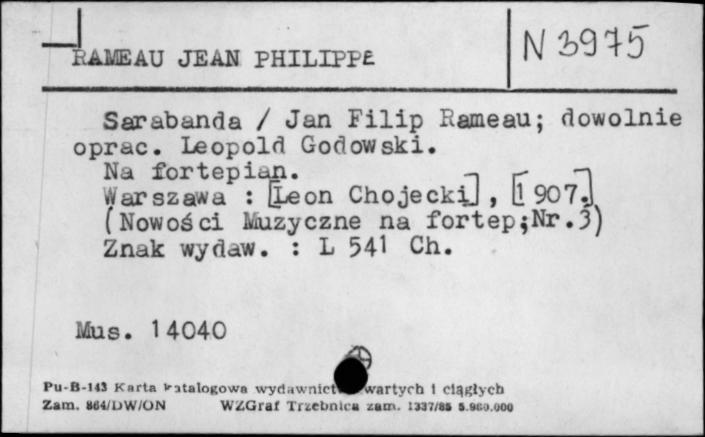 RAMEAU JEAN PHILIPPE
N 3975
Sarabanda / Jan Filip Rameau; dowolnie
oprac. Leopold Godowski.
Na fortepian.
Warszawa : [Leon Chojecki], [1907.]
(Nowości Muzyczne na fortep;Nr.3)
Znak wydaw. : L 541 Ch.
Mus. 14040
Pu-B-143 Karta katalogowa wydawnict wartych i ciągłych
Zam. 864/DW/ON WZGraf Trzebnica zam. 1337/85 5.960.000